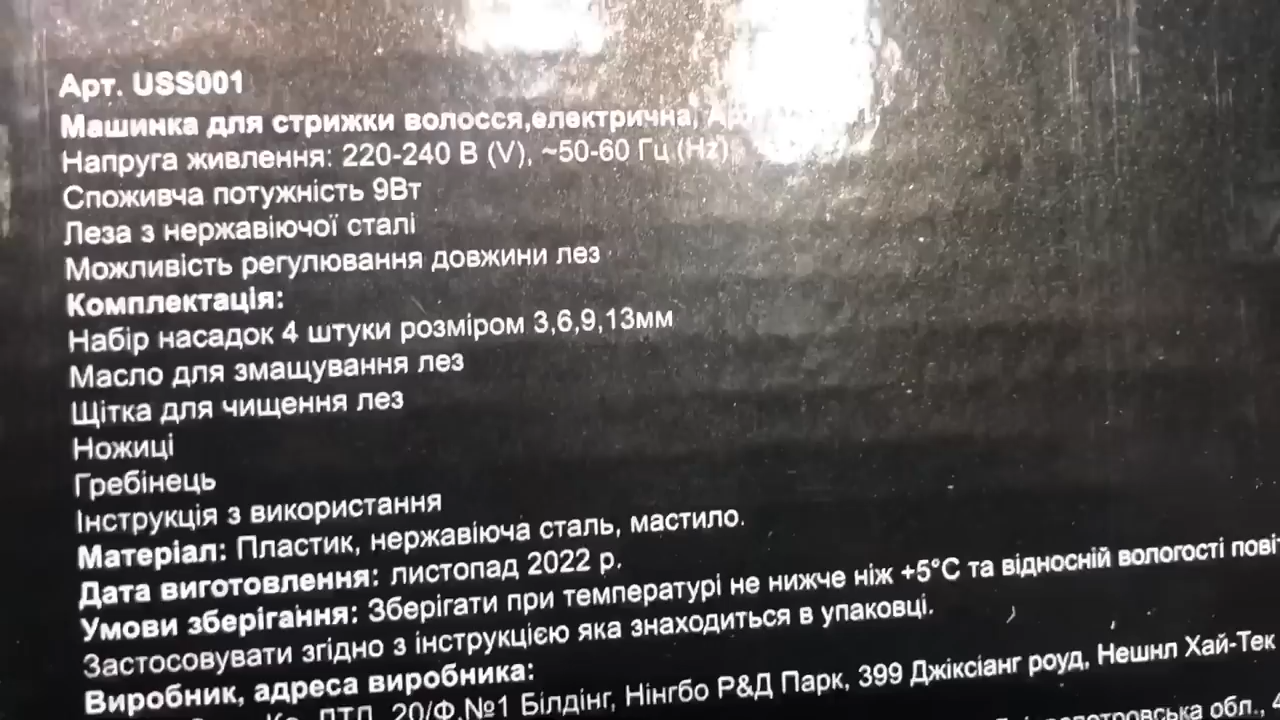 Арт. USS001
Машинка для стрижки волосся,електрична,
Напруга живлення: 220-240 В (V), ~50-60 Гц (Hz)
Споживча потужність 9Вт
Леза з нержавіючої сталі
Можливість регулювання довжини лез
Комплектація:
Набір насадок 4 штуки розміром 3,6,9,13мм
Масло для змащування лез
Щітка для чищення лез
Ножиці
Гребінець
Інструкція з використання
Матеріал: Пластик, нержавіюча сталь, мастило.
Дата виготовлення: листопад 2022 р.
Умови зберігання: Зберігати при температурі не нижче ніж +5°C та відносній вологості
Застосовувати згідно з інструкцією яка знаходиться в упаковці.
Виробник, адреса виробника:
20/Ф,№1 Білдінг, Нінгбо Р&Д Парк, 399 Джіксіанг роуд, Нешнл Хай-Тек
обл.,